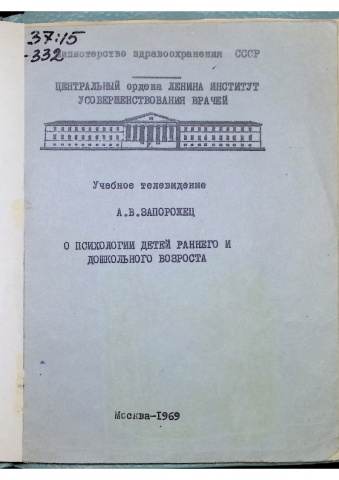 37:15
-332
Министерство здравоохранения СССР
ЦЕНТРАЛЬНЫЙ ордена ЛЕНИНА ИНСТИТУТ
УСОВЕРШЕНСТВОВАНИЯ ВРАЧЕЙ
Учебное телевидение
А.В.ЗАПОРОЖЕЦ
О ПСИХОЛОГИИ ДЕТЕЙ РАННЕГО И
ДОШКОЛЬНОГО ВОЗРОСТА
Москва-1969